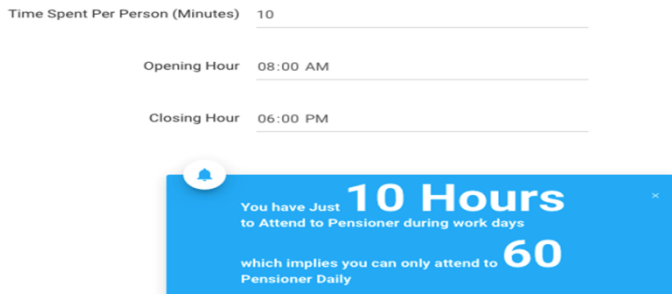 Time Spent Per Person (Minutes) 10
Opening Hour 08:00 AM
Closing Hour 06:00 PM
You have Just 10 Hours
to Attend to Pensioner during work days
which implies you can only attend to 60
Pensioner Daily